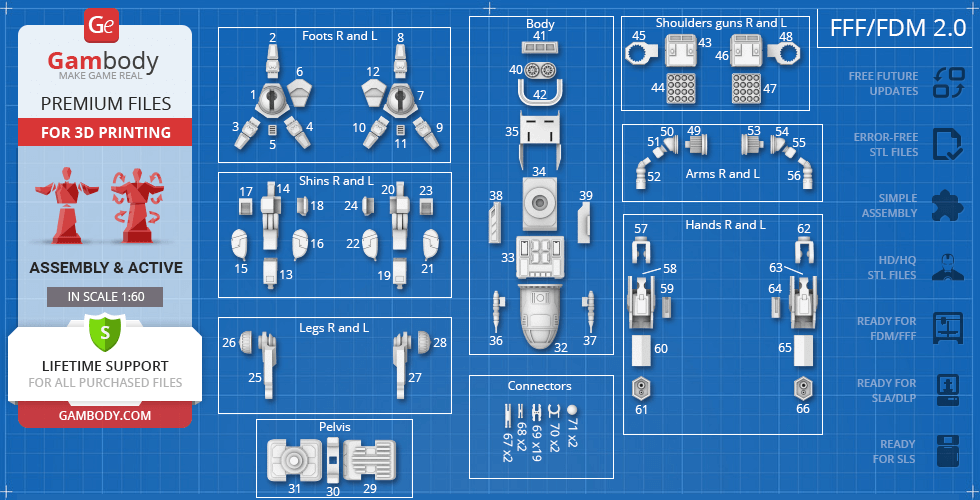 Ge
Gambody
MAKE GAME REAL
PREMIUM FILES
FOR 3D PRINTING
ASSEMBLY & ACTIVE
IN SCALE 1:60
S
LIFETIME SUPPORT
FOR ALL PURCHASED FILES
GAMBODY.COM
Foots R and L
2
8
6
12
1
7
3
4
10
9
5
11
Shins R and L
17
14
20
23
18
24
16
22
15
13
19
21
Legs R and L
26
28
25
27
Pelvis
31
30
29
Body
41
40
42
35
34
38
39
33
36
37
32
Connectors
67 x2
68 x2
69 x19
70 x2
71 x2
Shoulders guns R and L
45
43
46
48
44
47
50
49
53
54
51
55
52
56
Arms R and L
Hands R and L
57
62
58
63
59
64
60
65
61
66
FFF/FDM 2.0
FREE FUTURE
UPDATES
ERROR-FREE
STL FILES
SIMPLE
ASSEMBLY
HD/HQ
STL FILES
READY FOR
FDM/FFF
READY FOR
SLA/DLP
READY
FOR SLS